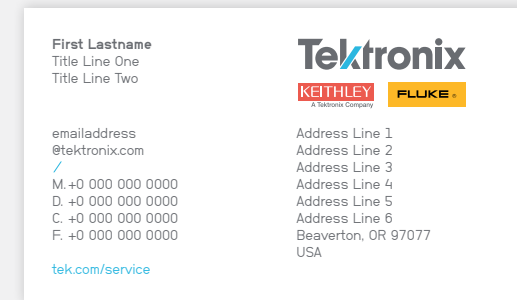 First Lastname
Title Line One
Title Line Two
Tektronix
KEITHLEY
A Tektronix Company
FLUKE ®
emailaddress
@tektronix.com
/
M. +0 000 000 0000
D. +0 000 000 0000
C. +0 000 000 0000
F. +0 000 000 0000
tek.com/service
Address Line 1
Address Line 2
Address Line 3
Address Line 4
Address Line 5
Address Line 6
Beaverton, OR 97077
USA